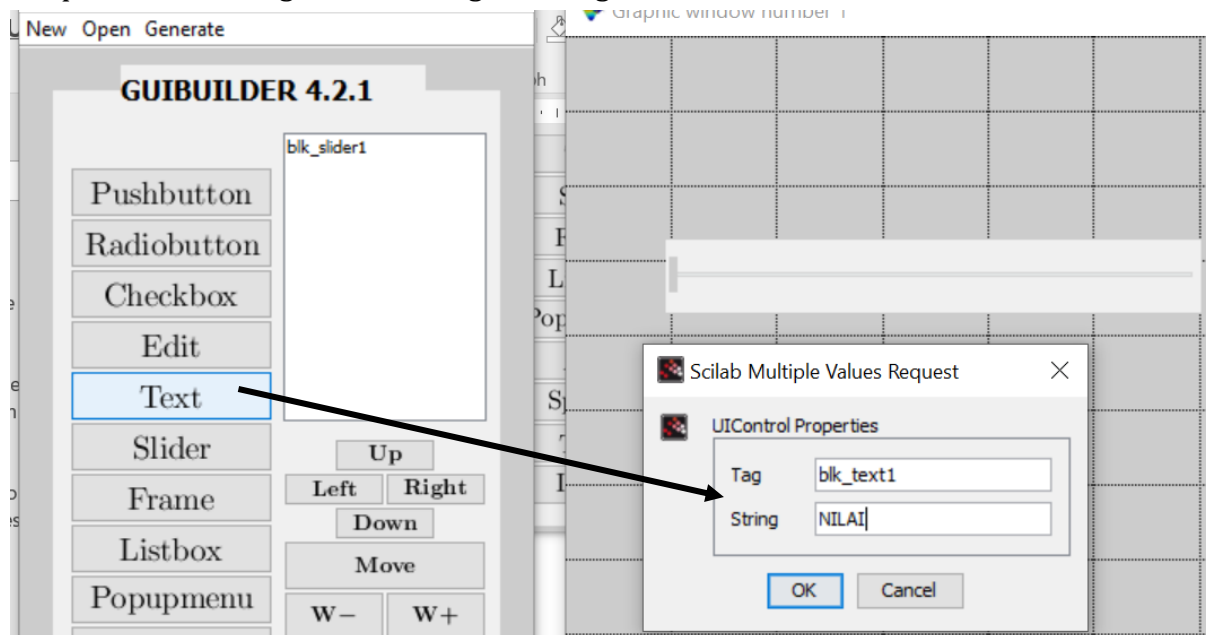 New Open Generate
GUIBUILDER 4.2.1
blk_slider1
Pushbutton
Radiobutton
Checkbox
Edit
Text
Slider
Frame
Listbox
Popupmenu
Up
Left Right
Down
Move
W− W+
Graphic window number 1
Scilab Multiple Values Request
UIControl Properties
Tag blk_text1
String NILAI
OK Cancel